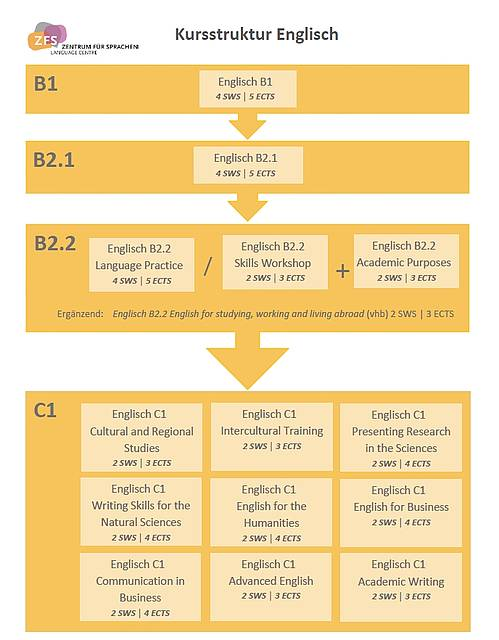 Kursstruktur Englisch
ZFS
ZENTRUM FÜR SPRACHEN
LANGUAGE CENTRE
B1
Englisch B1
4 SWS | 5 ECTS
B2.1
Englisch B2.1
4 SWS | 5 ECTS
B2.2
Englisch B2.2
Language Practice
4 SWS | 5 ECTS
/
Englisch B2.2
Skills Workshop
2 SWS | 3 ECTS
+
Englisch B2.2
Academic Purposes
2 SWS | 3 ECTS
Ergänzend: Englisch B2.2 English for studying, working and living abroad (vhb) 2 SWS | 3 ECTS
C1
Englisch C1
Cultural and Regional
Studies
2 SWS | 3 ECTS
Englisch C1
Intercultural Training
2 SWS | 3 ECTS
Englisch C1
Presenting Research
in the Sciences
2 SWS | 4 ECTS
Englisch C1
Writing Skills for the
Natural Sciences
2 SWS | 4 ECTS
Englisch C1
English for the
Humanities
2 SWS | 4 ECTS
Englisch C1
English for Business
2 SWS | 4 ECTS
Englisch C1
Communication in
Business
2 SWS | 4 ECTS
Englisch C1
Advanced English
2 SWS | 3 ECTS
Englisch C1
Academic Writing
2 SWS | 3 ECTS